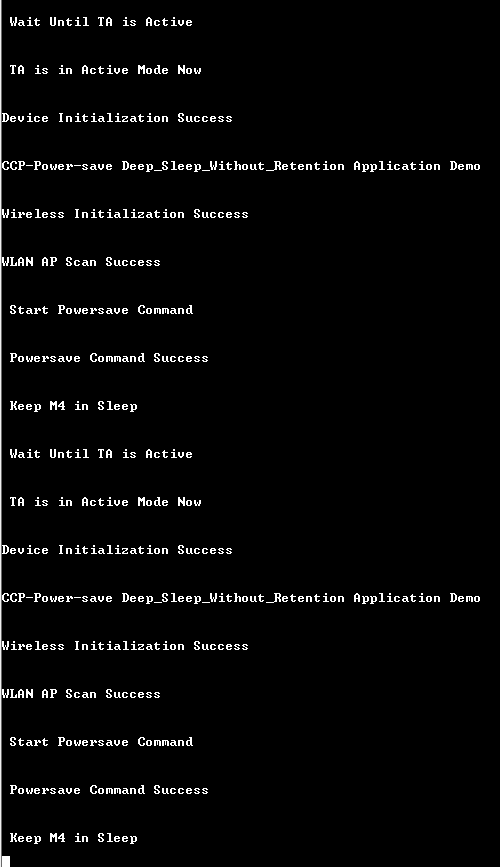 Wait Until TA is Active
TA is in Active Mode Now
Device Initialization Success
CCP-Power-save Deep_Sleep_Without_Retention Application Demo
Wireless Initialization Success
WLAN AP Scan Success
Start Powersave Command
Powersave Command Success
Keep M4 in Sleep
Wait Until TA is Active
TA is in Active Mode Now
Device Initialization Success
CCP-Power-save Deep_Sleep_Without_Retention Application Demo
Wireless Initialization Success
WLAN AP Scan Success
Start Powersave Command
Powersave Command Success
Keep M4 in Sleep